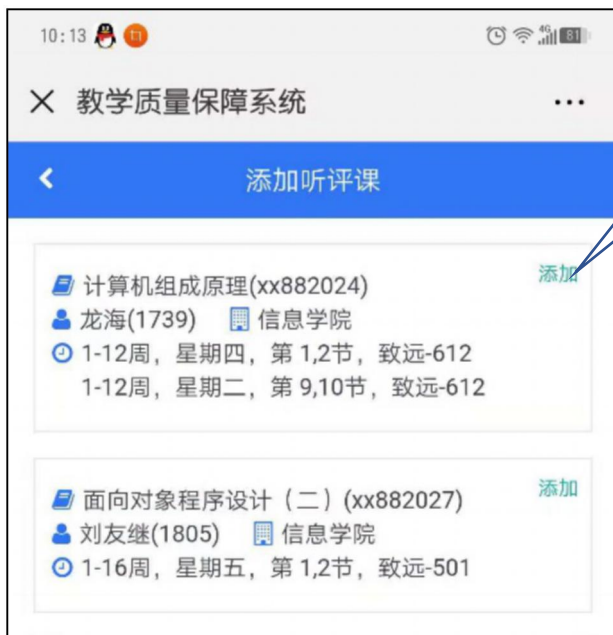 10:13
4G 81
教学质量保障系统
添加听评课
计算机组成原理(xx882024) 添加
龙海(1739) 信息学院
1-12周，星期四，第 1,2节，致远-612
1-12周，星期二，第 9,10节，致远-612
面向对象程序设计（二）(xx882027) 添加
刘友继(1805) 信息学院
1-16周，星期五，第 1,2节，致远-501